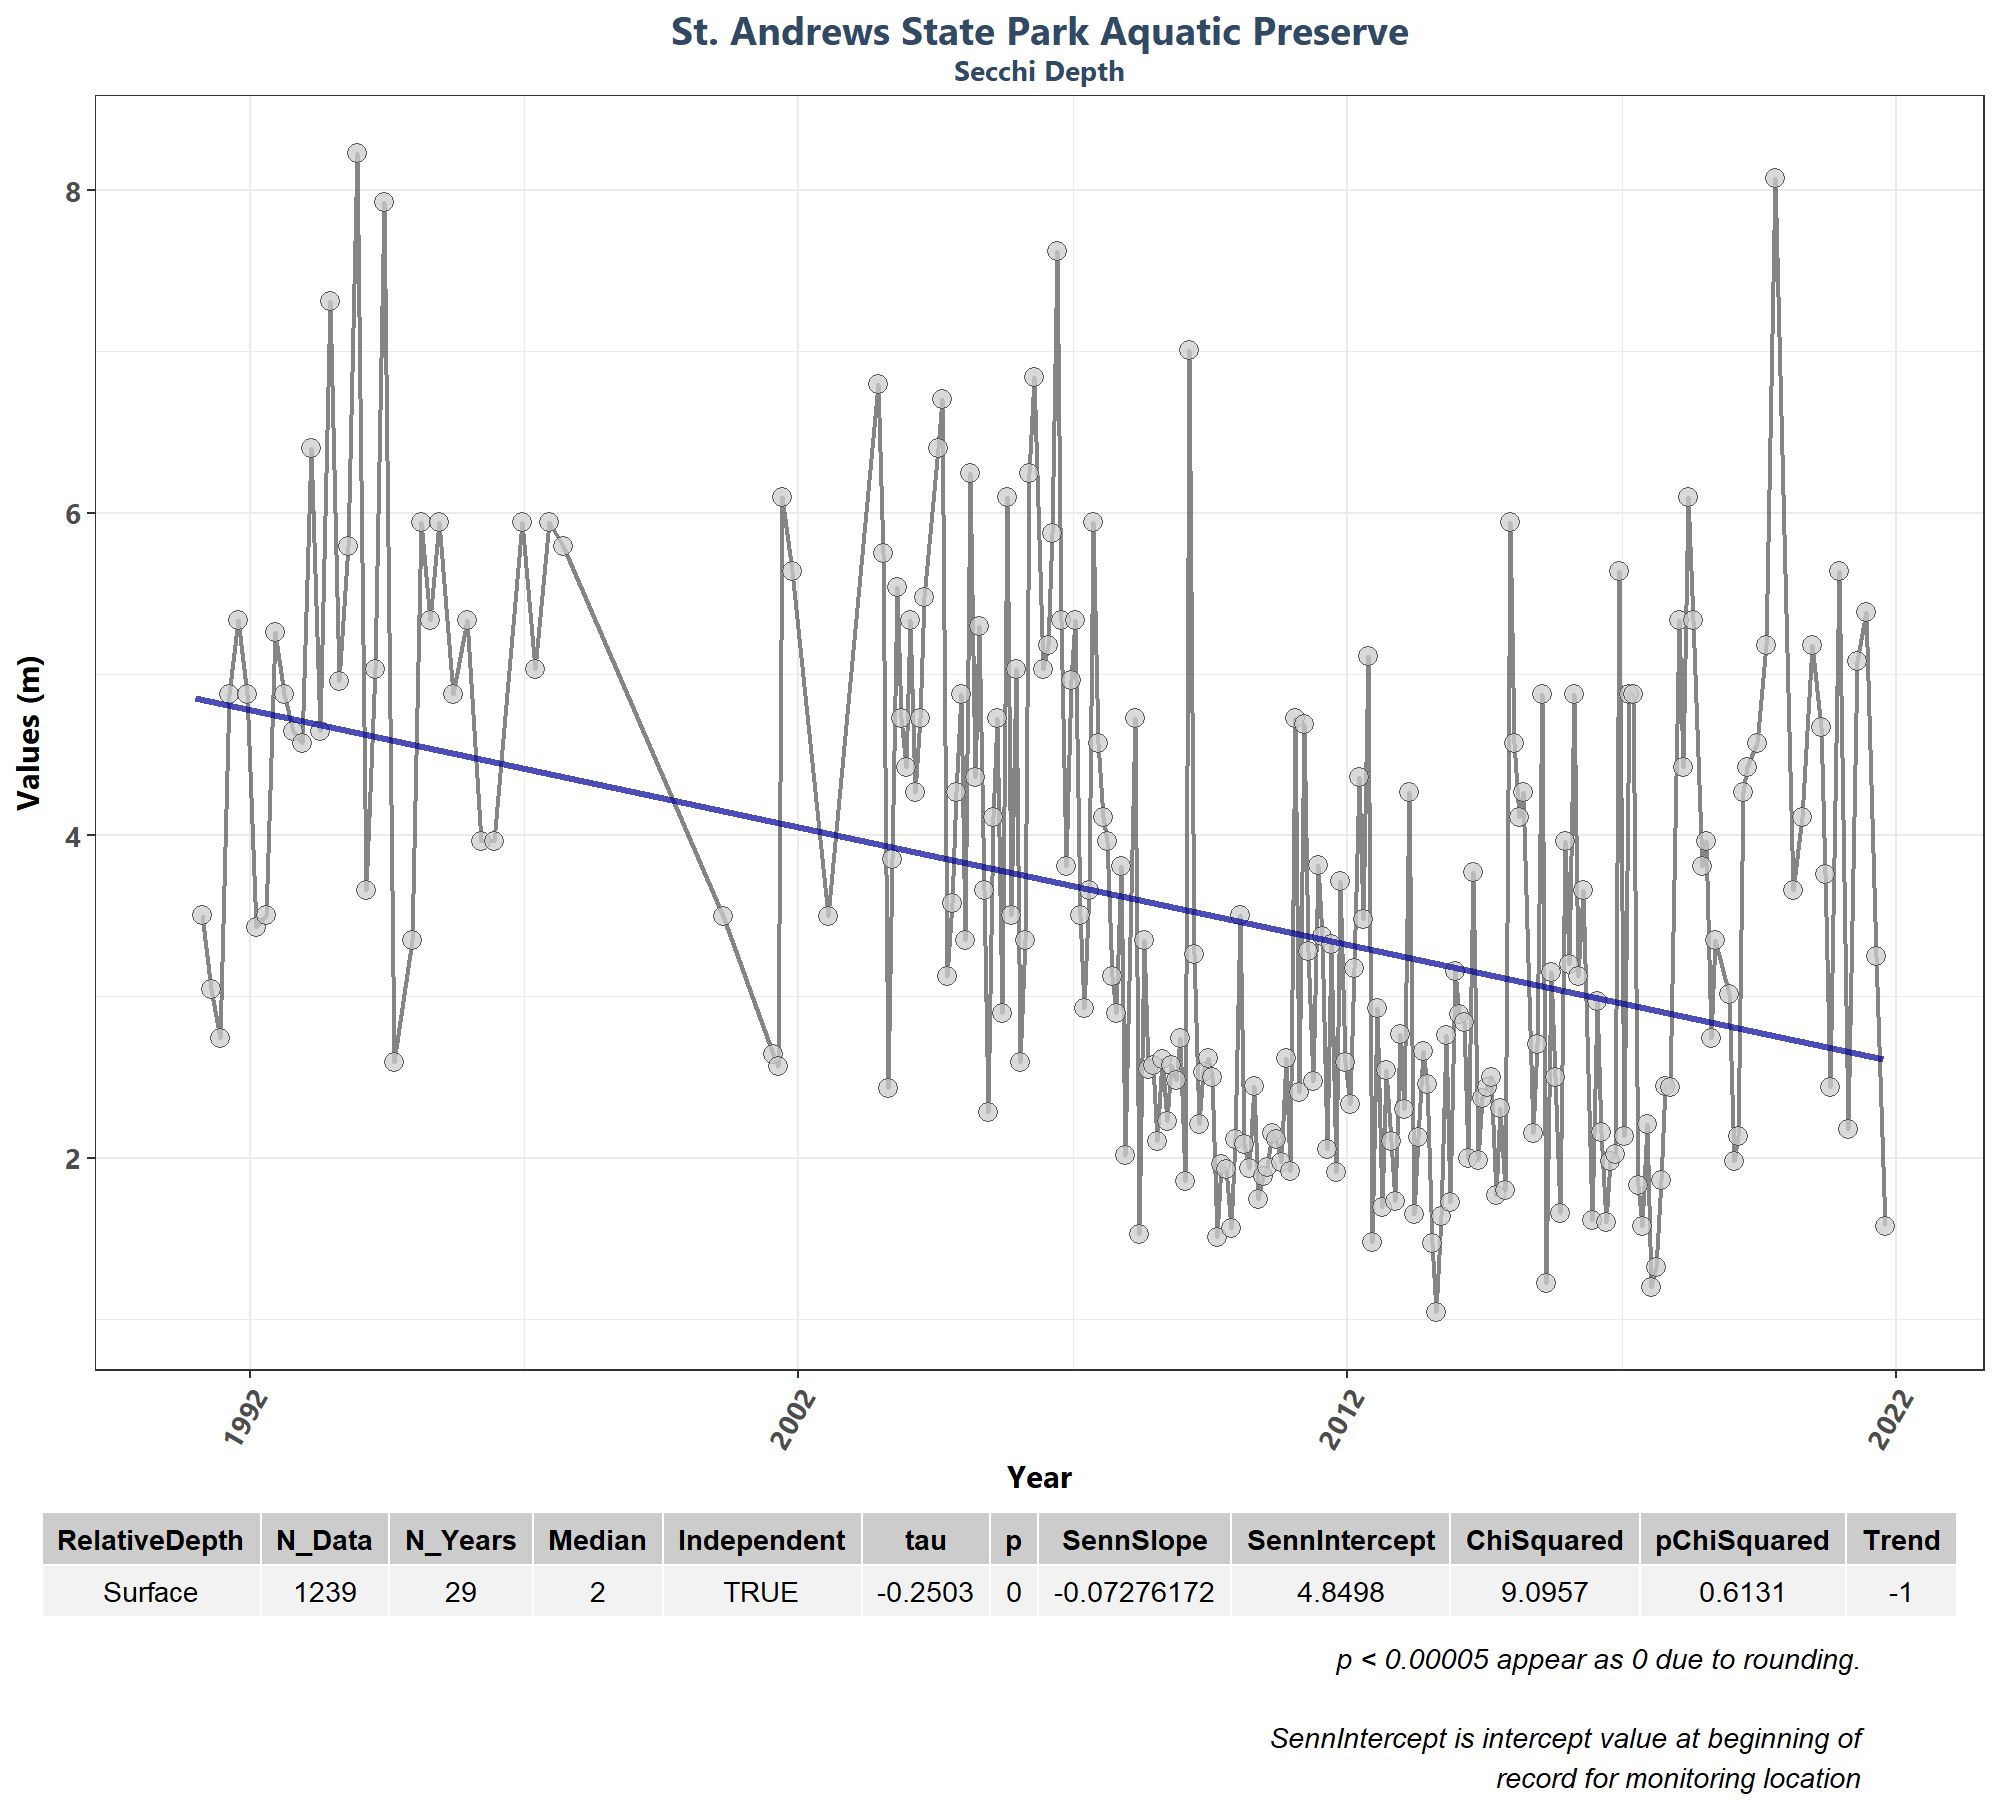 St. Andrews State Park Aquatic Preserve
Secchi Depth
Values (m)
8
6
4
2
1992
2002
2012
2022
Year
RelativeDepth N_Data N_Years Median Independent tau p SennSlope SennIntercept ChiSquared pChiSquared Trend
Surface 1239 29 2 TRUE -0.2503 0 -0.07276172 4.8498 9.0957 0.6131 -1
p < 0.00005 appear as 0 due to rounding.
SennIntercept is intercept value at beginning of
record for monitoring location